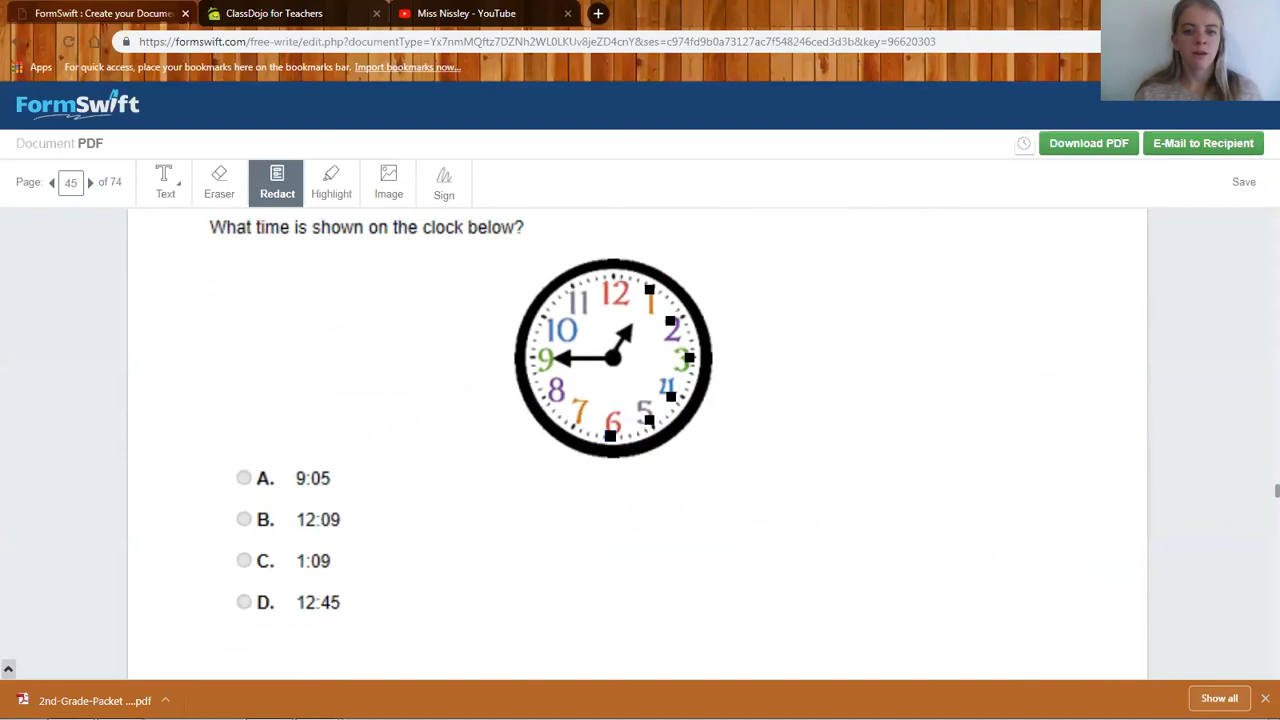 FormSwift : Create your Docume
ClassDojo for Teachers
Miss Nissley - YouTube
https://formswift.com/free-write/edit.php?documentType=Yx7nmMQftz7DZNh2WL0LKUv8jeZD4cnY&ses=c974fd9b0a73127ac7f548246ced3d3b&key=96620303
Apps For quick access, place your bookmarks here on the bookmarks bar. Import bookmarks now...
FormSwift
Document PDF
Download PDF
E-Mail to Recipient
Page: 45 of 74
Text
Eraser
Redact
Highlight
Image
Sign
Save
What time is shown on the clock below?
12
11 1
10 2
9 3
8 4
7 5
6
A. 9:05
B. 12:09
C. 1:09
D. 12:45
2nd-Grade-Packet ....pdf
Show all